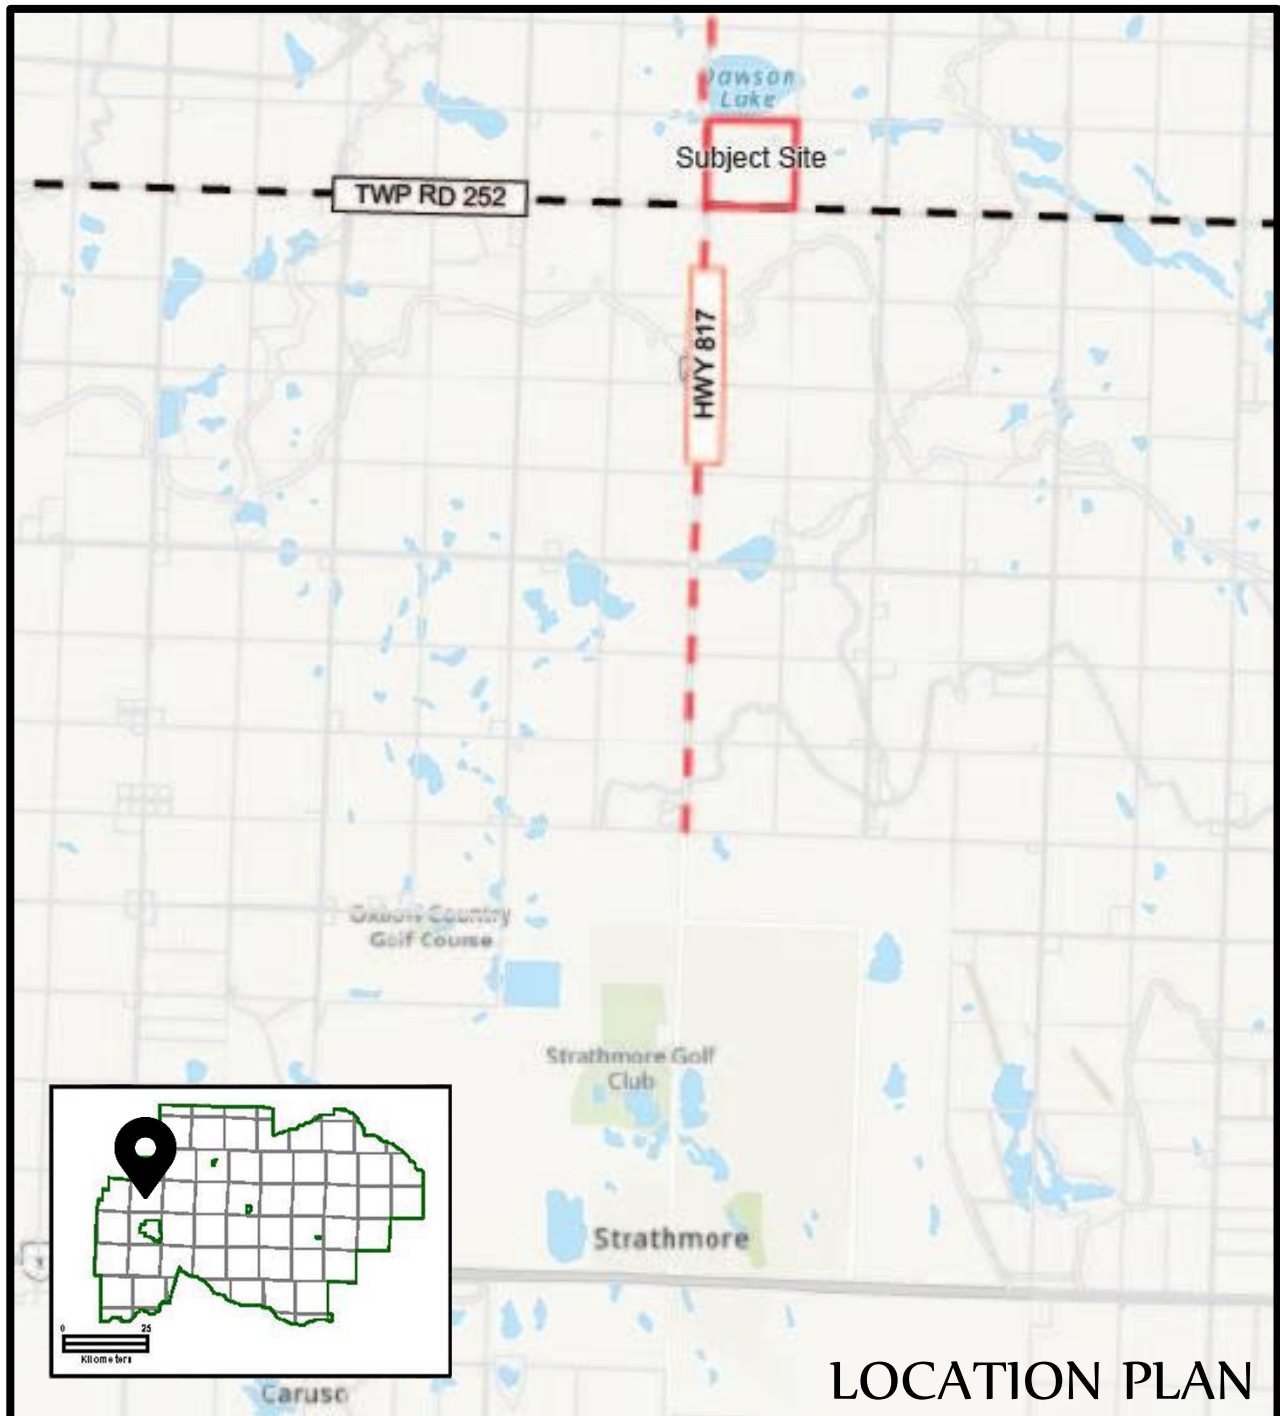 Dawson
Lake
Subject Site
TWP RD 252
HWY 817
Oxbow Country
Golf Course
Strathmore Golf
Club
Strathmore
0 25
Kilometers
Caruso
LOCATION PLAN